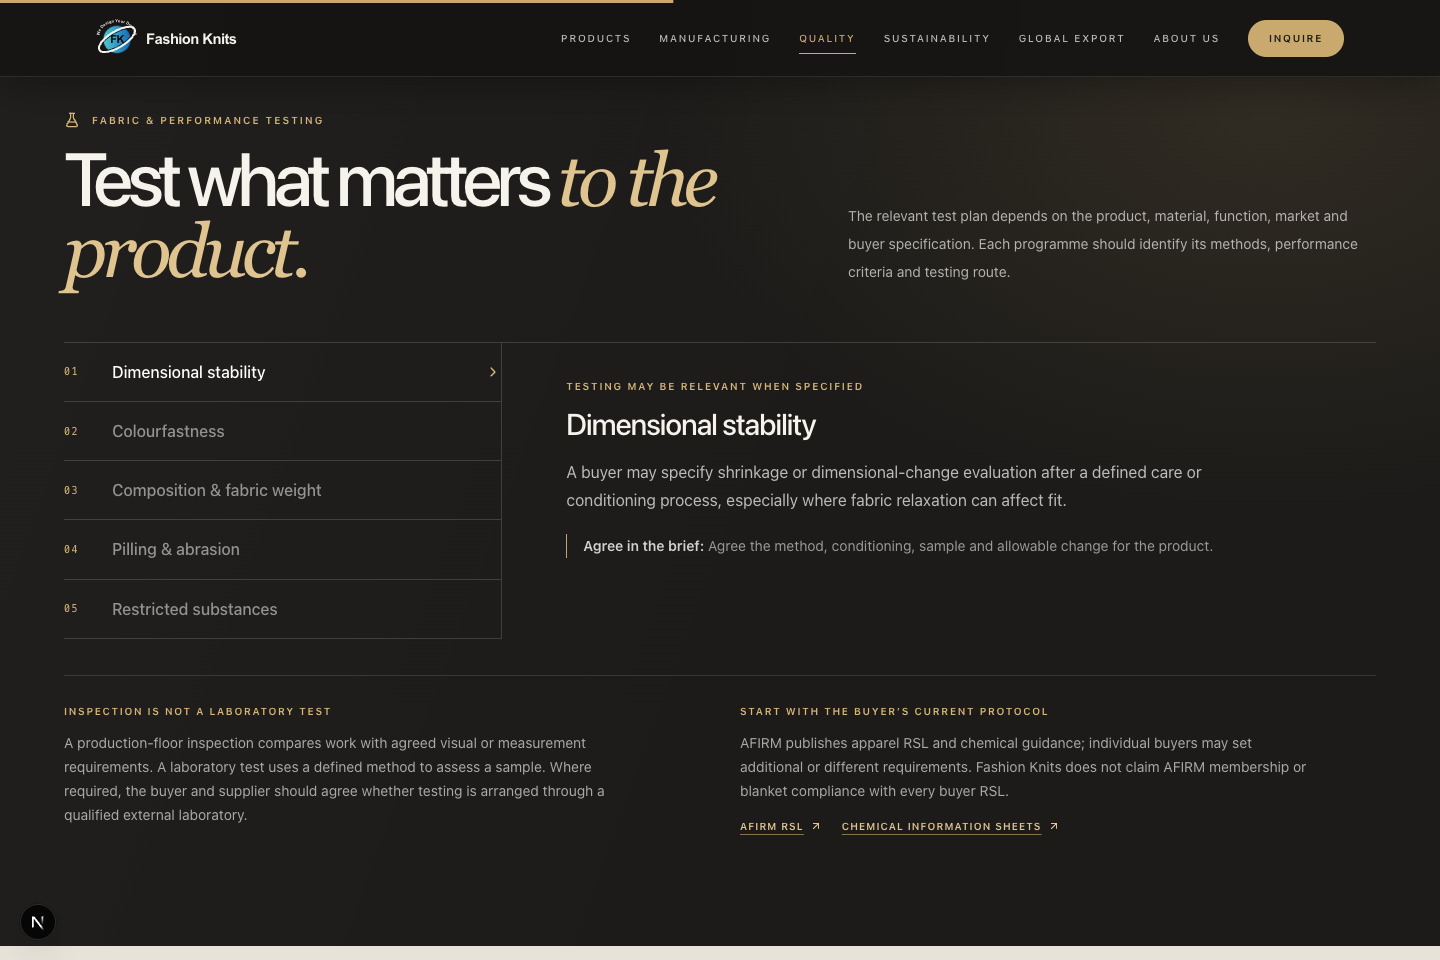 We Design Your Dreams
FK
Fashion Knits
PRODUCTS
MANUFACTURING
QUALITY
SUSTAINABILITY
GLOBAL EXPORT
ABOUT US
INQUIRE
FABRIC & PERFORMANCE TESTING
Test what matters to the
product.
The relevant test plan depends on the product, material, function, market and
buyer specification. Each programme should identify its methods, performance
criteria and testing route.
01 Dimensional stability
02 Colourfastness
03 Composition & fabric weight
04 Pilling & abrasion
05 Restricted substances
TESTING MAY BE RELEVANT WHEN SPECIFIED
Dimensional stability
A buyer may specify shrinkage or dimensional-change evaluation after a defined care or
conditioning process, especially where fabric relaxation can affect fit.
Agree in the brief: Agree the method, conditioning, sample and allowable change for the product.
INSPECTION IS NOT A LABORATORY TEST
A production-floor inspection compares work with agreed visual or measurement
requirements. A laboratory test uses a defined method to assess a sample. Where
required, the buyer and supplier should agree whether testing is arranged through a
qualified external laboratory.
START WITH THE BUYER'S CURRENT PROTOCOL
AFIRM publishes apparel RSL and chemical guidance; individual buyers may set
additional or different requirements. Fashion Knits does not claim AFIRM membership or
blanket compliance with every buyer RSL.
AFIRM RSL
CHEMICAL INFORMATION SHEETS
N